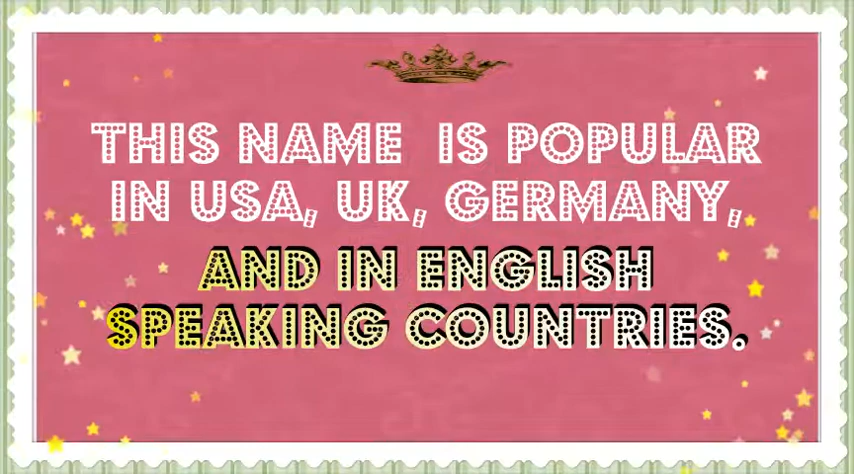 THIS NAME IS POPULAR
IN USA, UK, GERMANY,
AND IN ENGLISH
SPEAKING COUNTRIES.